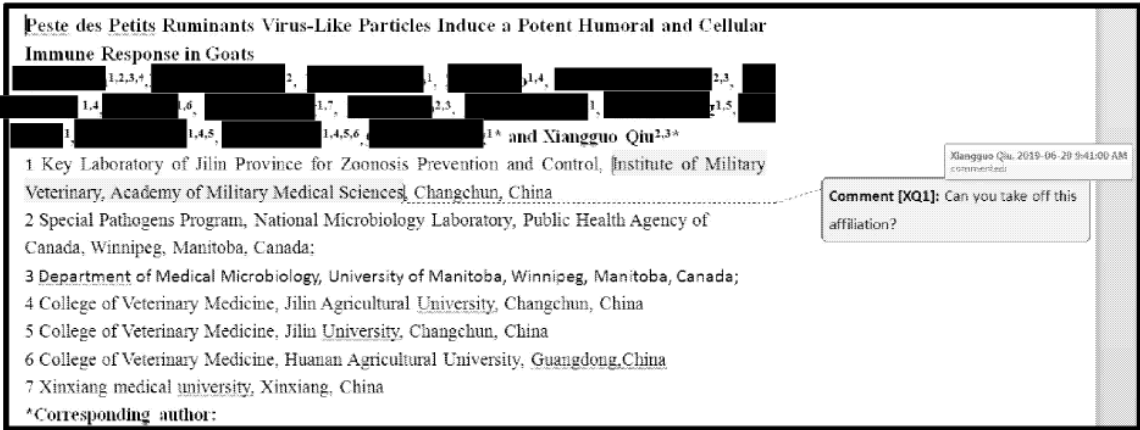 Peste des Petits Ruminants Virus-Like Particles Induce a Potent Humoral and Cellular
Immune Response in Goats
1,2,3,4, 2, 1, 1,4, 2,3,
1,4, 1,6, 1,7, 2,3, 1, 1,5,
1, 1,4,5, 1,4,5,6, 1* and Xiangguo Qiu2,3*
1 Key Laboratory of Jilin Province for Zoonosis Prevention and Control, Institute of Military
Veterinary, Academy of Military Medical Sciences, Changchun, China
2 Special Pathogens Program, National Microbiology Laboratory, Public Health Agency of
Canada, Winnipeg, Manitoba, Canada;
3 Department of Medical Microbiology, University of Manitoba, Winnipeg, Manitoba, Canada;
4 College of Veterinary Medicine, Jilin Agricultural University, Changchun, China
5 College of Veterinary Medicine, Jilin University, Changchun, China
6 College of Veterinary Medicine, Huanan Agricultural University, Guangdong,China
7 Xinxiang medical university, Xinxiang, China
*Corresponding author:
Xiangguo Qiu, 2019-06-20 9:41:00 AM
commented:
Comment [XQ1]: Can you take off this
affiliation?